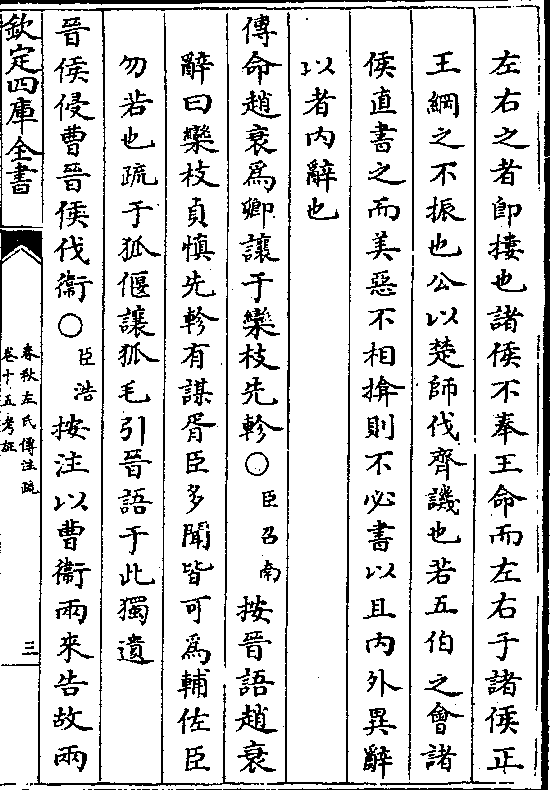 左右之者即摟也諸侯不奉王命而左右于諸侯正
王綱之不振也公以楚師伐齊譏也若五伯之會諸
侯直書之而美惡不相揜則不必書以且内外異辭
以者内辭也
傳命趙衰為卿讓于欒枝先軫○臣召南按晉語趙衰
辭曰欒枝貞慎先軫有謀胥臣多聞皆可為輔佐臣
勿若也疏于狐偃讓狐毛引晉語于此獨遺
晉侯侵曹晉侯伐衞○臣浩按注以曹衞兩來告故兩
欽定四庫全書
春秋左氏傳注疏
卷十五考証
三